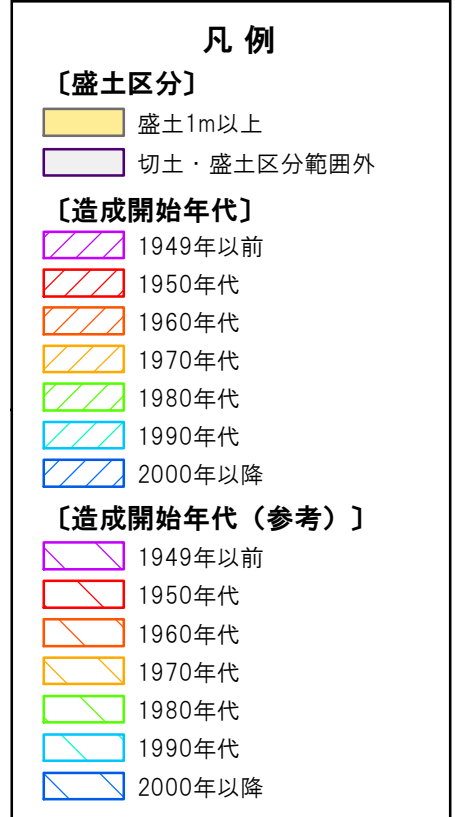 凡例
〔盛土区分〕
盛土1m以上
切土・盛土区分範囲外
〔造成開始年代〕
1949年以前
1950年代
1960年代
1970年代
1980年代
1990年代
2000年以降
〔造成開始年代（参考）〕
1949年以前
1950年代
1960年代
1970年代
1980年代
1990年代
2000年以降